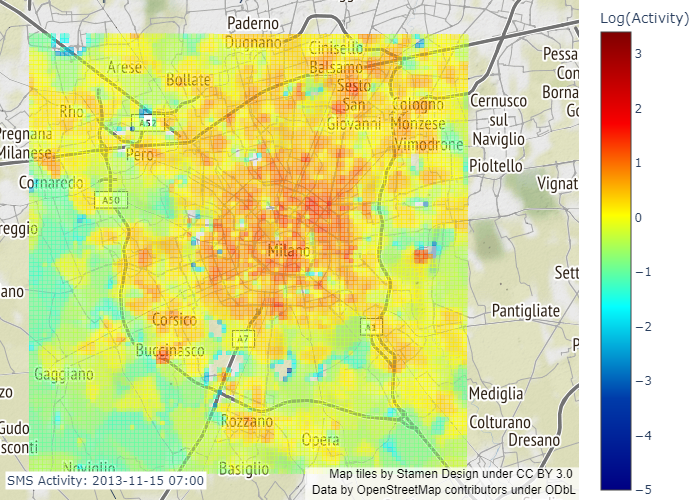 Log(Activity)
3
2
1
0
−1
−2
−3
−4
−5
Paderno
Dugnano
Cinisello
Balsamo
Sesto
San
Giovanni
Arese
Bollate
Rho
A52
Pero
Pregnana
Milanese
Cornaredo
A50
reggio
Cologno
Monzese
Vimodrone
Cernusco
sul
Naviglio
Pioltello
Pessa
Con
Borna
Go
Vignat
Milano
Sett
ano
Pantigliate
Corsico
A7
A1
Buccinasco
Gaggiano
zo
Gudo
sconti
Rozzano
Opera
Mediglia
Colturano
Dresano
Noviglio
Basiglio
SMS Activity: 2013-11-15 07:00
Map tiles by Stamen Design under CC BY 3.0
Data by OpenStreetMap contributors under ODbL